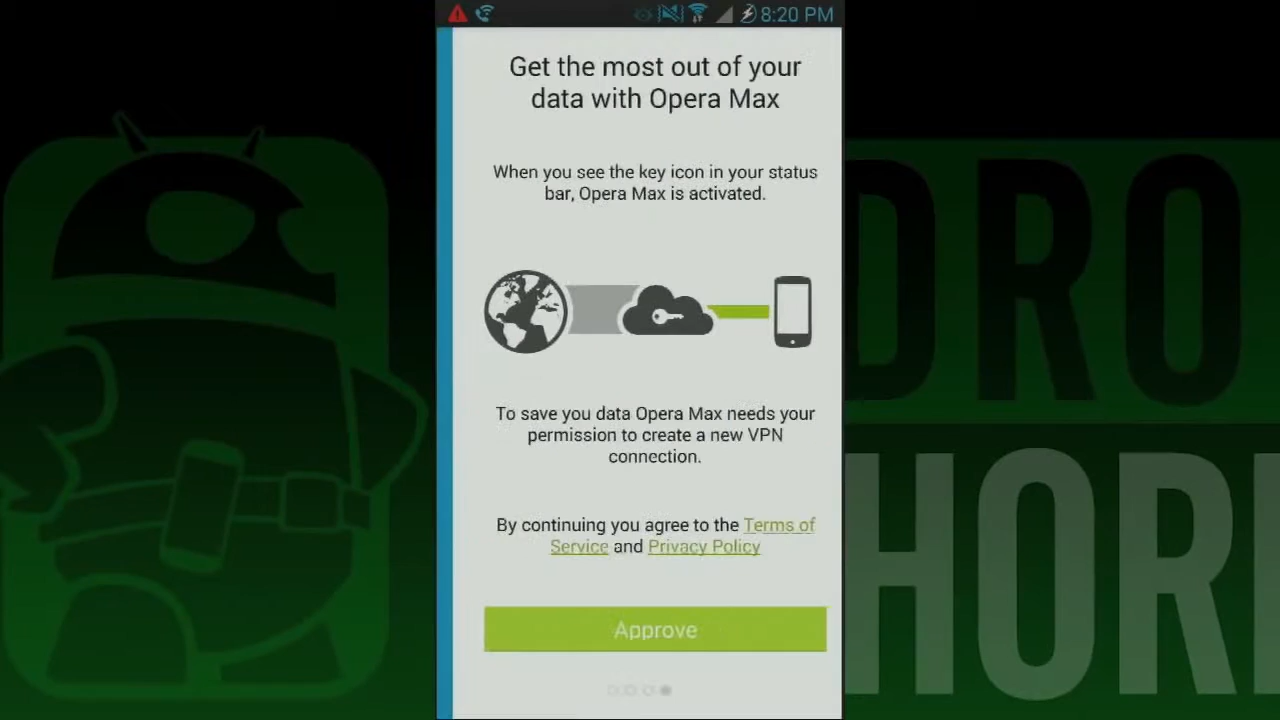 8:20 PM
Get the most out of your
data with Opera Max
When you see the key icon in your status
bar, Opera Max is activated.
To save you data Opera Max needs your
permission to create a new VPN
connection.
By continuing you agree to the Terms of
Service and Privacy Policy
Approve
DRO
HORI